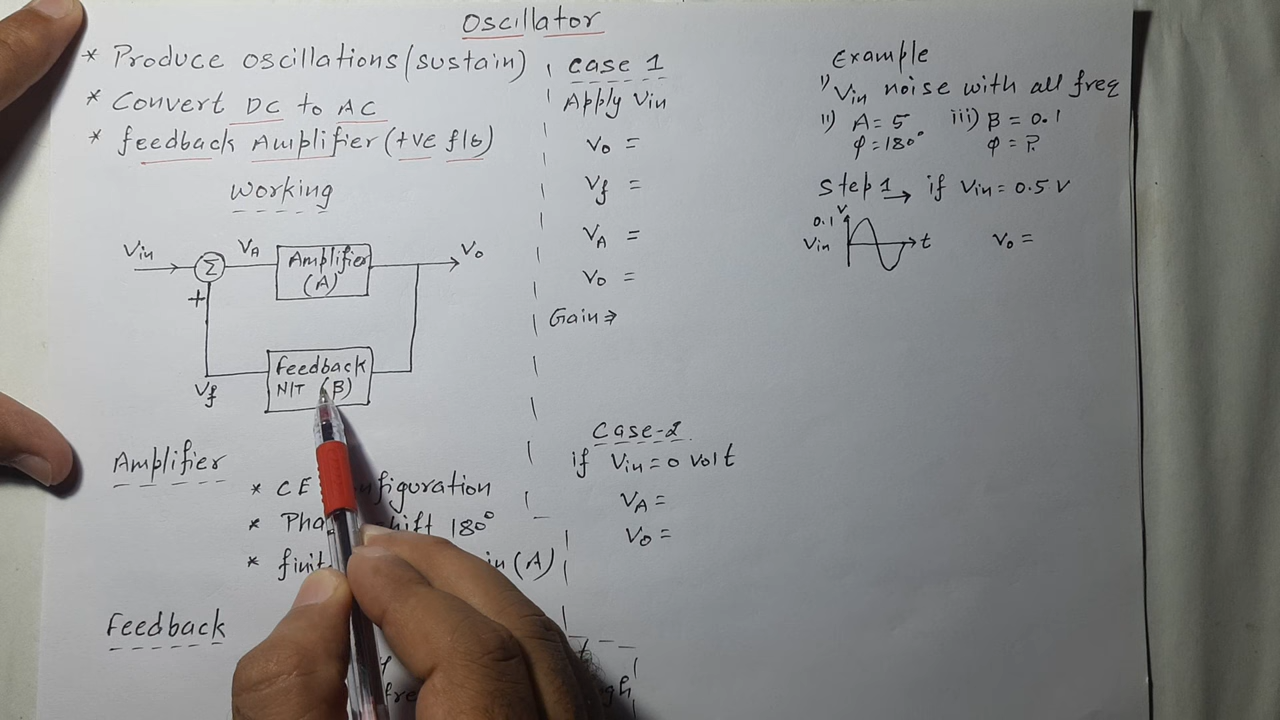 Oscillator
* Produce oscillations (sustain)
* Convert DC to AC
* feedback Amplifier (+ve f/b)
Working
Vin
VA
Amplifier
(A)
Vo
Σ
+
Vf
feedback
N/T (β)
Amplifier
* CE configuration
* shift 180°
* (A)
Feedback
case 1
Apply Vin
Vo =
Vf =
VA =
Vo =
Gain ⇒
Case-2
if Vin = 0 volt
VA =
Vo =
Example
i) Vin noise with all freq
ii) A = 5 iii) β = 0.1
φ = 180° φ = ?
Step 1 → if Vin = 0.5 V
0.1 V
Vin
t
Vo =